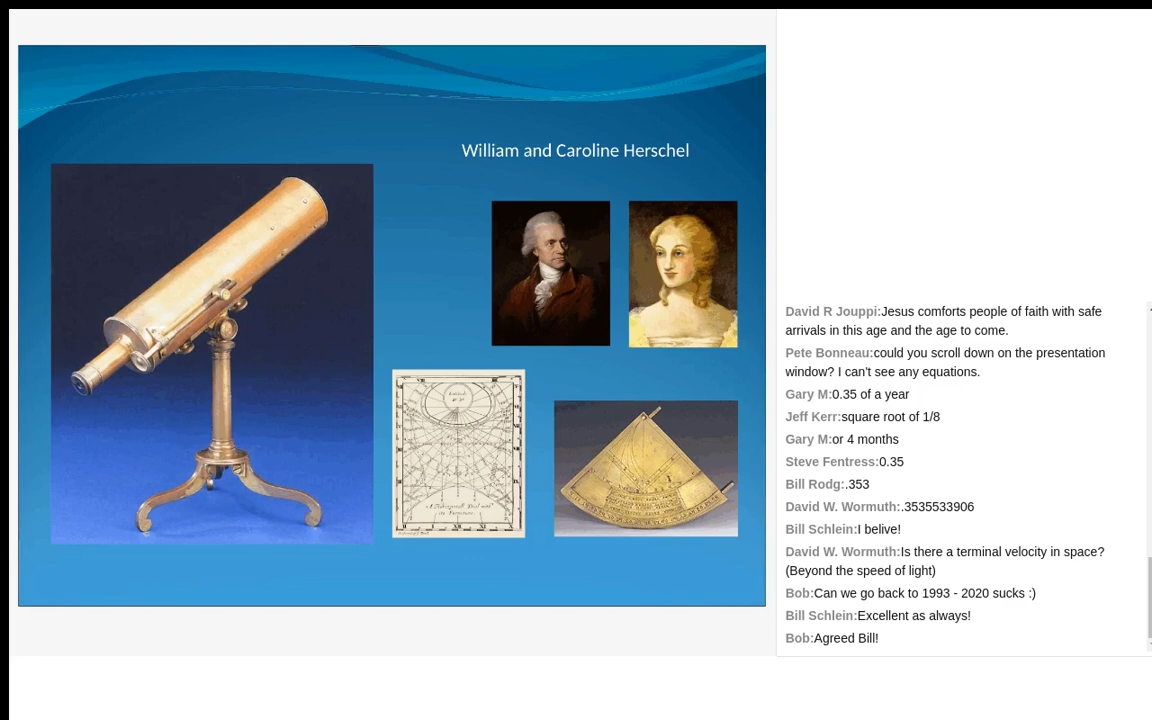 William and Caroline Herschel
David R Jouppi:Jesus comforts people of faith with safe
arrivals in this age and the age to come.
Pete Bonneau:could you scroll down on the presentation
window? I can't see any equations.
Gary M:0.35 of a year
Jeff Kerr:square root of 1/8
Gary M:or 4 months
Steve Fentress:0.35
Bill Rodg:.353
David W. Wormuth:.3535533906
Bill Schlein:I belive!
David W. Wormuth:Is there a terminal velocity in space?
(Beyond the speed of light)
Bob:Can we go back to 1993 - 2020 sucks :)
Bill Schlein:Excellent as always!
Bob:Agreed Bill!